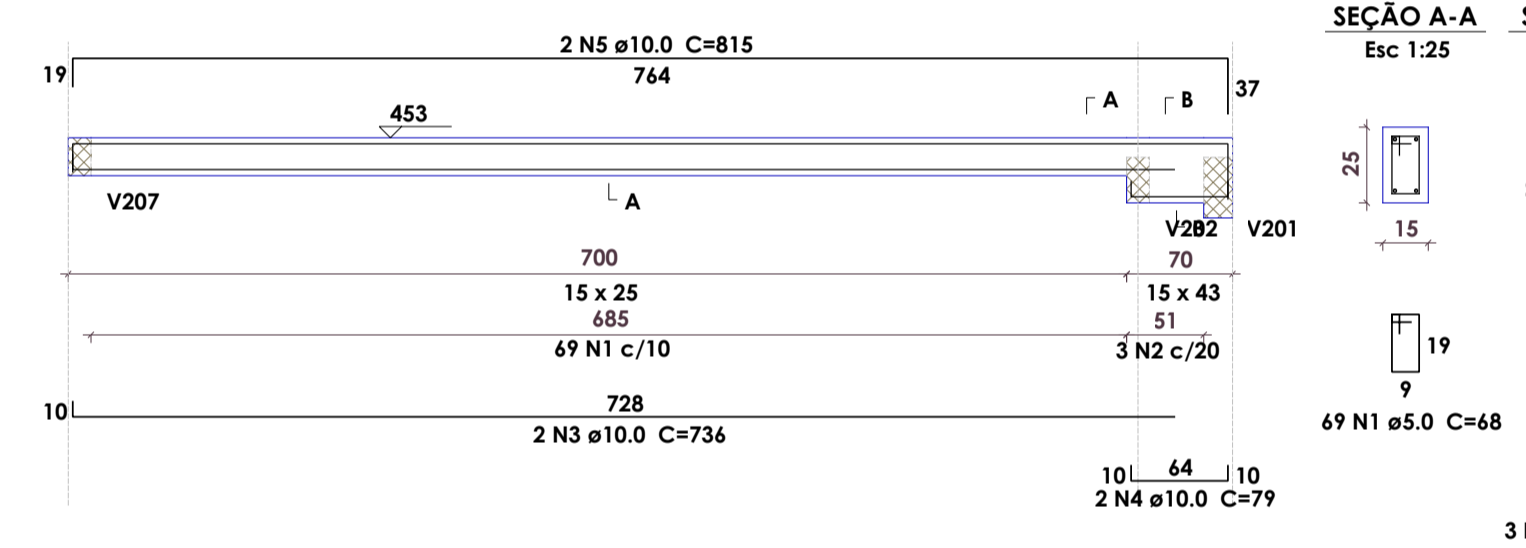 SEÇÃO A-A
S
Esc 1:25
2 N5 ø10.0 C=815
19
764
37
453
A
B
25
V207
A
V201
15
700
70
15 x 25
15 x 43
685
51
69 N1 c/10
3 N2 c/20
19
9
69 N1 ø5.0 C=68
10
728
2 N3 ø10.0 C=736
10
64
10
2 N4 ø10.0 C=79
3